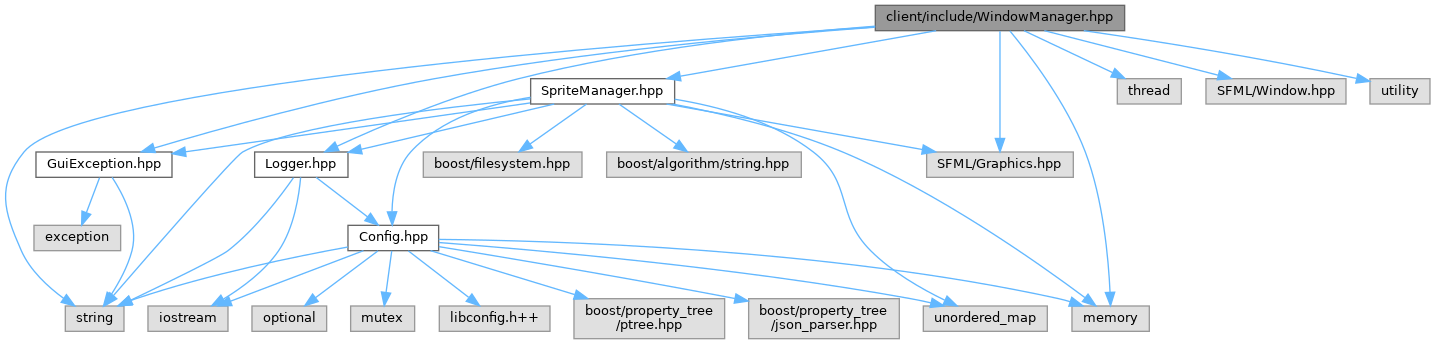 client/include/WindowManager.hpp
SpriteManager.hpp
thread
SFML/Window.hpp
utility
GuiException.hpp
Logger.hpp
boost/filesystem.hpp
boost/algorithm/string.hpp
SFML/Graphics.hpp
exception
Config.hpp
string
iostream
optional
mutex
libconfig.h++
boost/property_tree
/ptree.hpp
boost/property_tree
/json_parser.hpp
unordered_map
memory